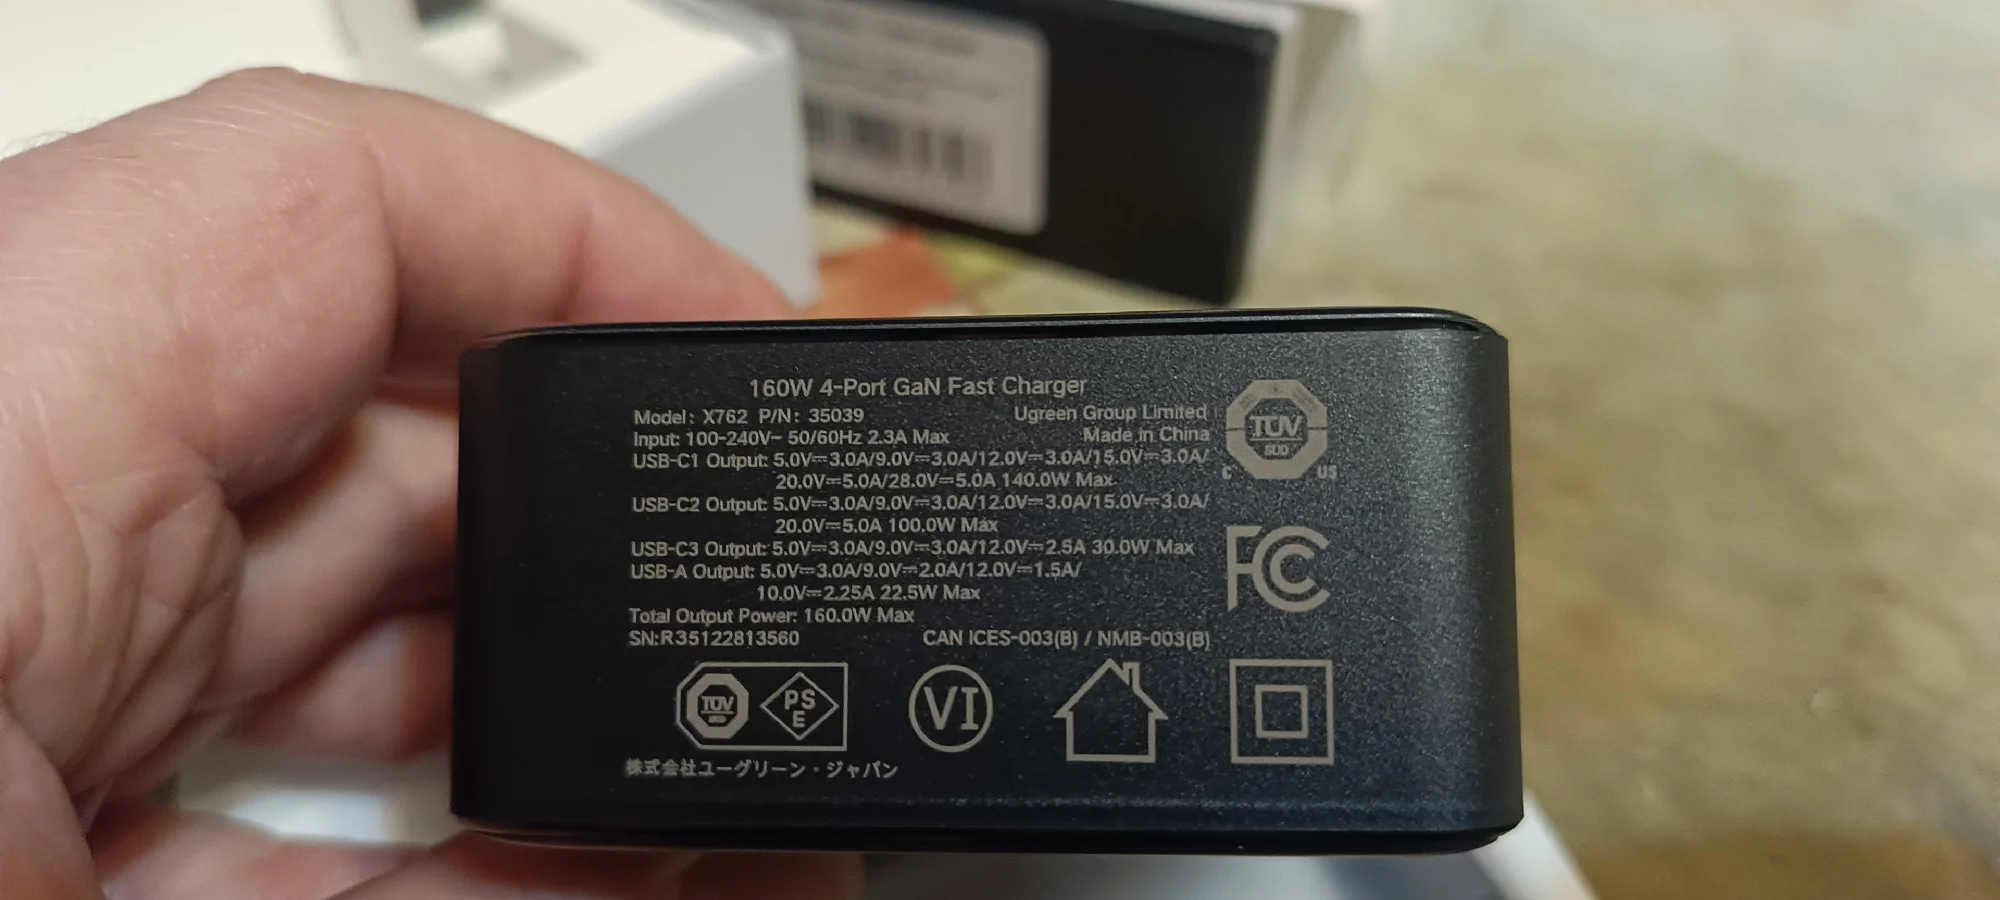 160W 4-Port GaN Fast Charger
Model: X762 P/N: 35039 Ugreen Group Limited
Input: 100-240V~ 50/60Hz 2.3A Max Made in China
USB-C1 Output: 5.0V⎓3.0A/9.0V⎓3.0A/12.0V⎓3.0A/15.0V⎓3.0A/
20.0V⎓5.0A/28.0V⎓5.0A 140.0W Max
USB-C2 Output: 5.0V⎓3.0A/9.0V⎓3.0A/12.0V⎓3.0A/15.0V⎓3.0A/
20.0V⎓5.0A 100.0W Max
USB-C3 Output: 5.0V⎓3.0A/9.0V⎓3.0A/12.0V⎓2.5A 30.0W Max
USB-A Output: 5.0V⎓3.0A/9.0V⎓2.0A/12.0V⎓1.5A/
10.0V⎓2.25A 22.5W Max
Total Output Power: 160.0W Max
SN:R35122813560 CAN ICES-003(B) / NMB-003(B)
TÜV
SÜD
C US
FC
TÜV PS
E
VI
株式会社ユーグリーン・ジャパン